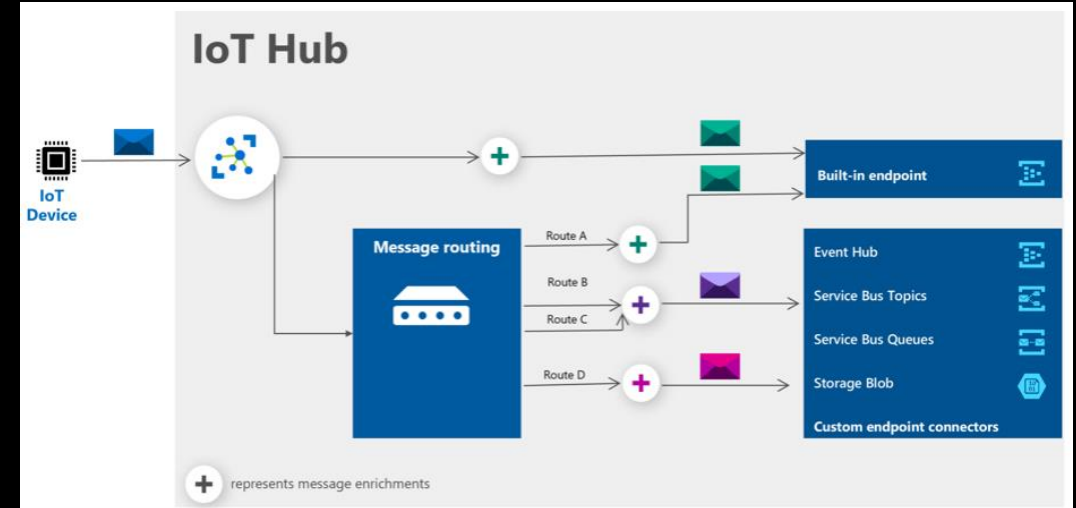 IoT Hub
IoT
Device
Built-in endpoint
Message routing
Route A
Route B
Route C
Route D
Event Hub
Service Bus Topics
Service Bus Queues
Storage Blob
Custom endpoint connectors
represents message enrichments